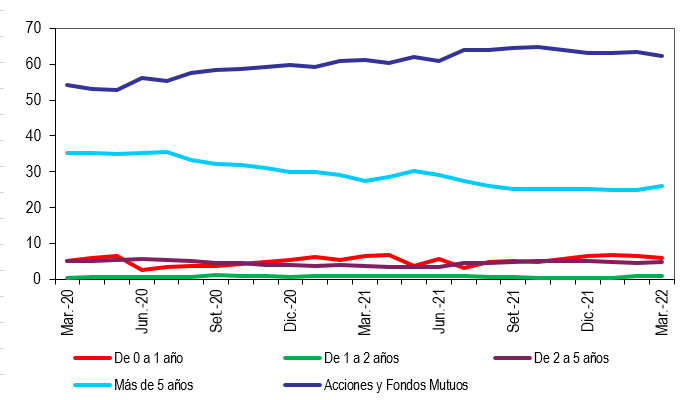 70
60
50
40
30
20
10
0
Mar.-20
Jun.-20
Set.-20
Dic.-20
Mar.-21
Jun.-21
Set.-21
Dic.-21
Mar.-22
De 0 a 1 año
De 1 a 2 años
De 2 a 5 años
Más de 5 años
Acciones y Fondos Mutuos